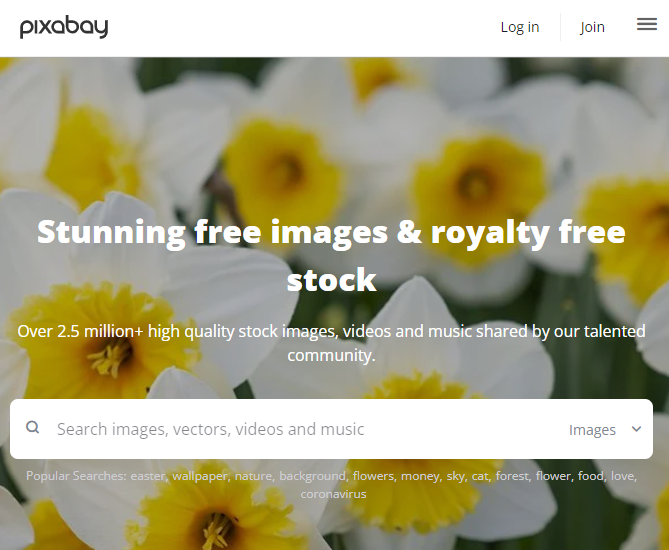 pixabay
Log in
Join
Stunning free images & royalty free
stock
Over 2.5 million+ high quality stock images, videos and music shared by our talented
community.
Search images, vectors, videos and music
Images
Popular Searches: easter, wallpaper, nature, background, flowers, money, sky, cat, forest, flower, food, love,
coronavirus